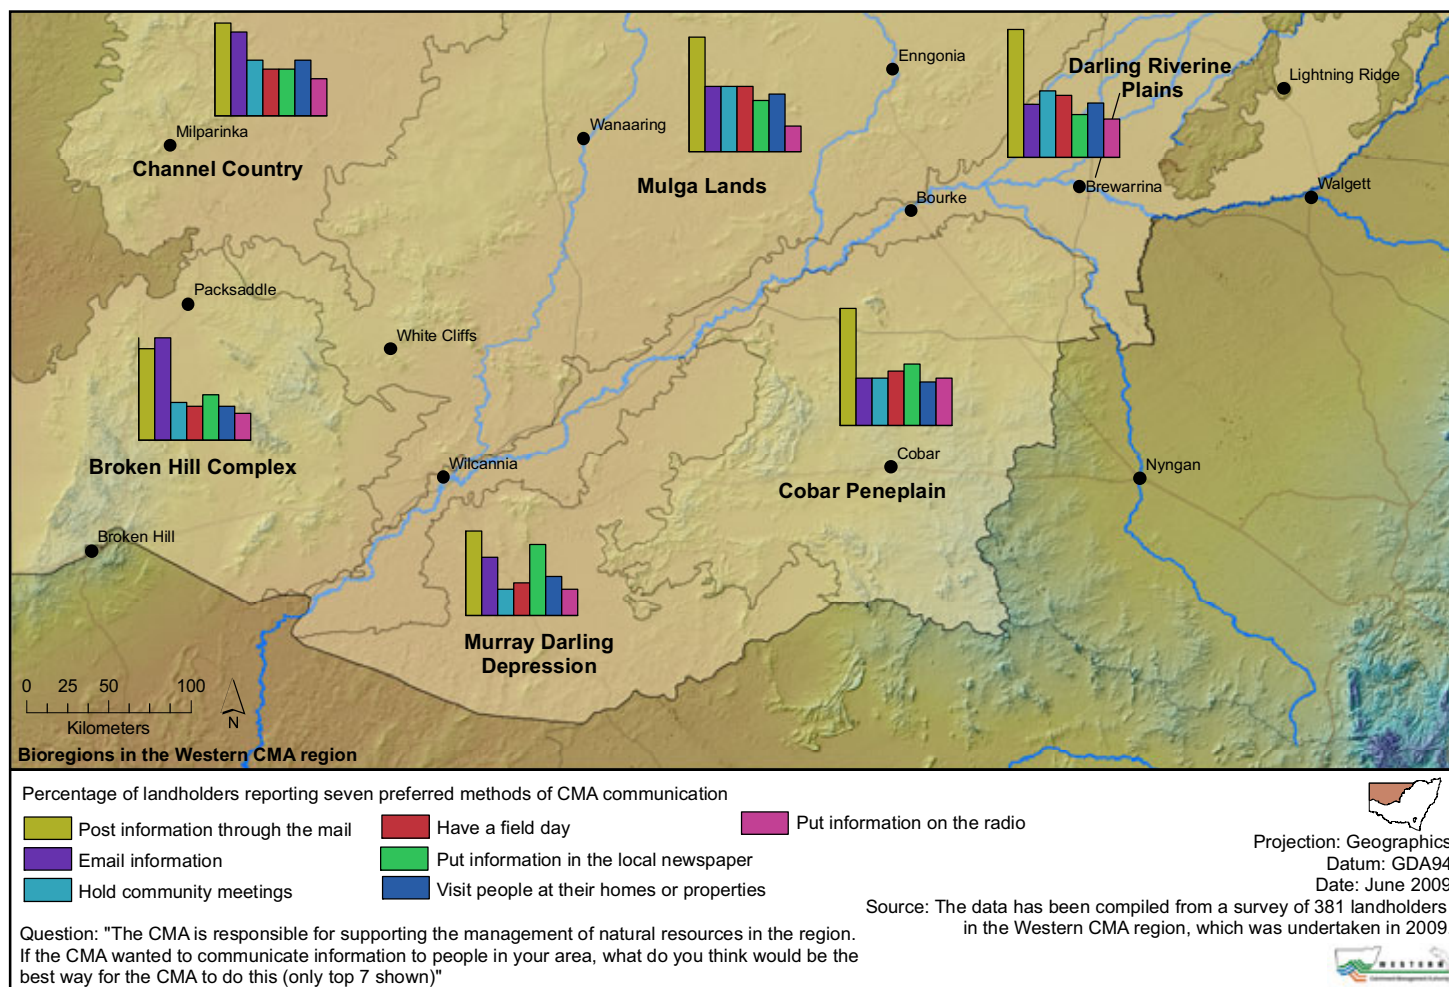 Enngonia
Darling Riverine
Plains
Lightning Ridge
Milparinka
Wanaaring
Channel Country
Mulga Lands
Brewarrina
Walgett
Bourke
Packsaddle
White Cliffs
Broken Hill Complex
Wilcannia
Cobar
Cobar Peneplain
Nyngan
Broken Hill
Murray Darling
Depression
0 25 50 100
Kilometers
N
Bioregions in the Western CMA region
Percentage of landholders reporting seven preferred methods of CMA communication
Post information through the mail
Email information
Hold community meetings
Have a field day
Put information in the local newspaper
Visit people at their homes or properties
Put information on the radio
Question: "The CMA is responsible for supporting the management of natural resources in the region.
If the CMA wanted to communicate information to people in your area, what do you think would be the
best way for the CMA to do this (only top 7 shown)"
Projection: Geographics
Datum: GDA94
Date: June 2009
Source: The data has been compiled from a survey of 381 landholders
in the Western CMA region, which was undertaken in 2009.
WESTERN